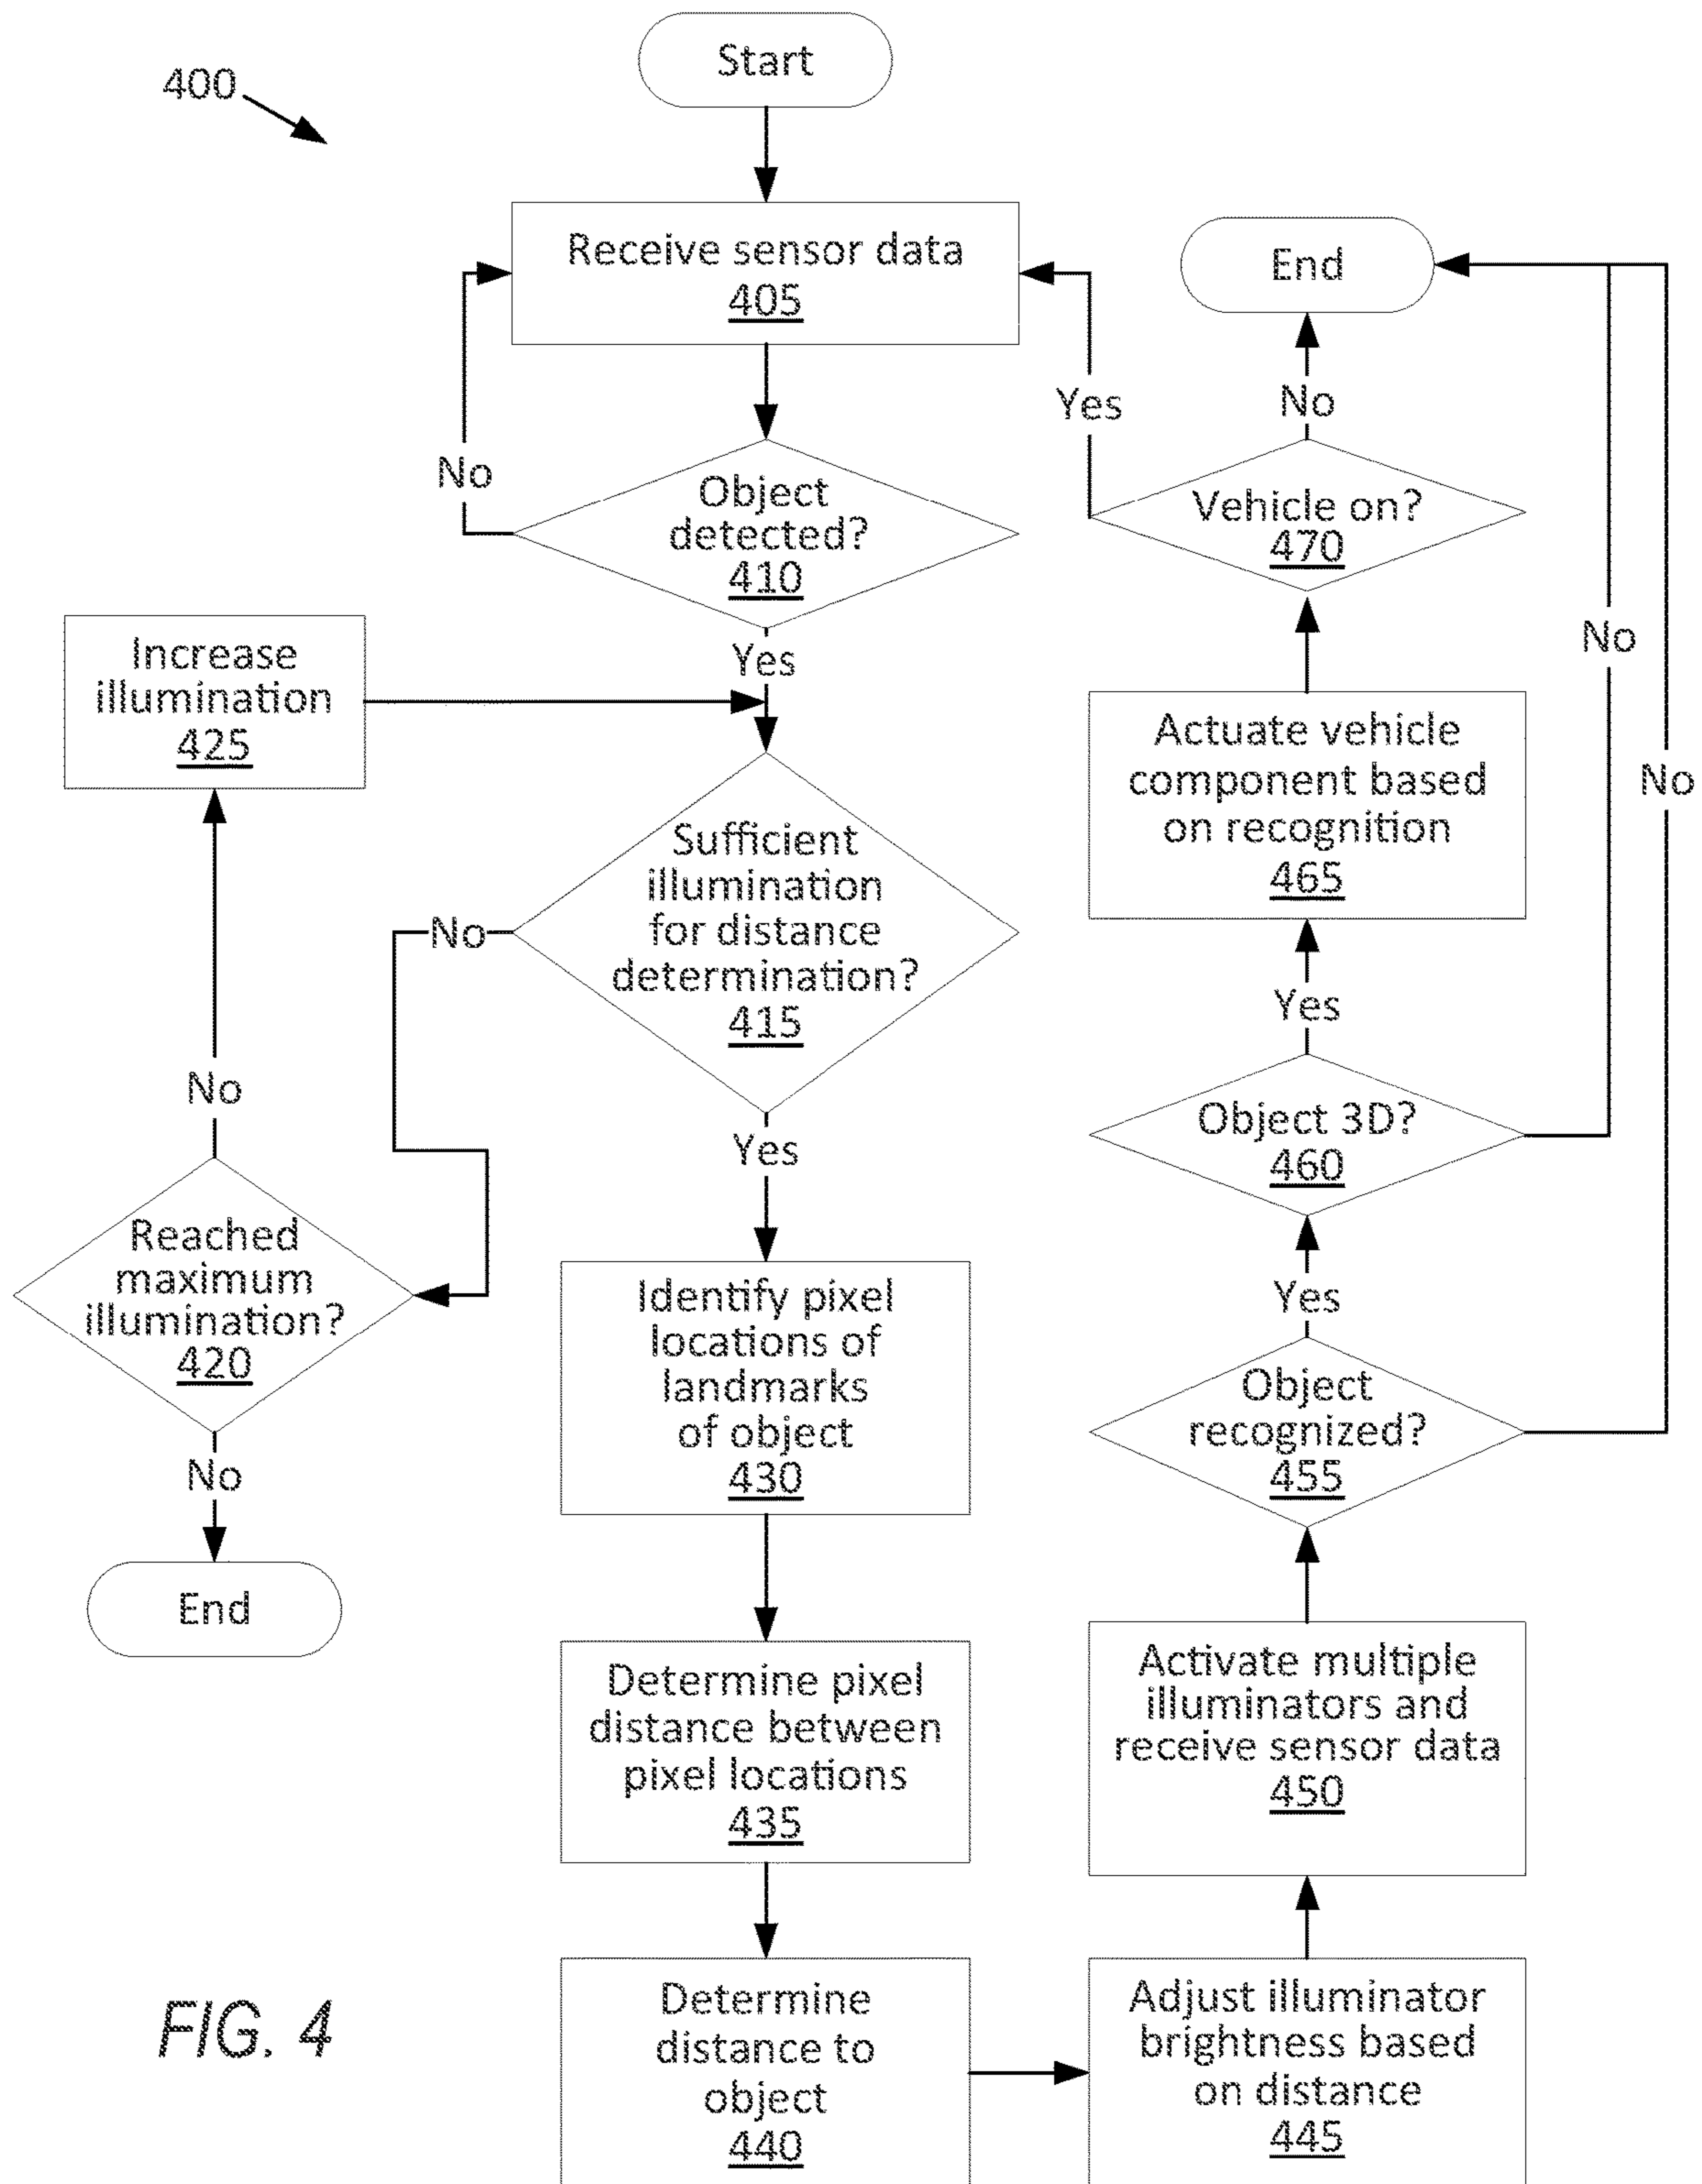 400
Start
Receive sensor data
405
No
Object
detected?
410
Yes
Increase
illumination
425
Sufficient
illumination
for distance
determination?
415
No
Yes
Reached
maximum
illumination?
420
No
No
End
Identify pixel
locations of
landmarks
of object
430
Determine pixel
distance between
pixel locations
435
Determine
distance to
object
440
Adjust illuminator
brightness based
on distance
445
Activate multiple
illuminators and
receive sensor data
450
Object
recognized?
455
Yes
No
Object 3D?
460
Yes
No
Actuate vehicle
component based
on recognition
465
Vehicle on?
470
Yes
No
End
FIG. 4